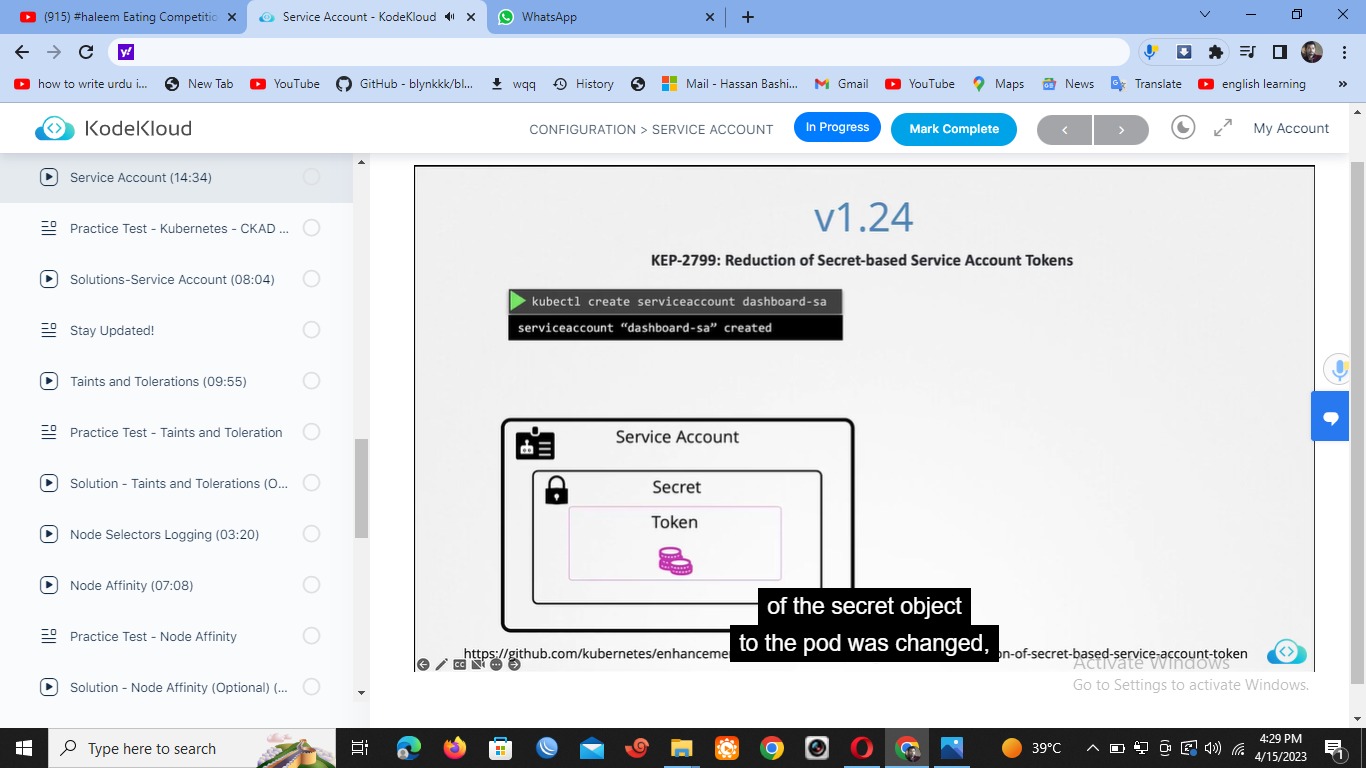 (915) #haleem Eating Competitio
Service Account - KodeKloud
WhatsApp
how to write urdu i...
New Tab
YouTube
GitHub - blynkkk/bl...
wqq
History
Mail - Hassan Bashi...
Gmail
YouTube
Maps
News
Translate
english learning
KodeKloud
CONFIGURATION > SERVICE ACCOUNT
In Progress
Mark Complete
My Account
Service Account (14:34)
Practice Test - Kubernetes - CKAD ...
Solutions-Service Account (08:04)
Stay Updated!
Taints and Tolerations (09:55)
Practice Test - Taints and Toleration
Solution - Taints and Tolerations (O...
Node Selectors Logging (03:20)
Node Affinity (07:08)
Practice Test - Node Affinity
Solution - Node Affinity (Optional) (...
v1.24
KEP-2799: Reduction of Secret-based Service Account Tokens
kubectl create serviceaccount dashboard-sa
serviceaccount “dashboard-sa” created
Service Account
Secret
Token
of the secret object
to the pod was changed,
https://github.com/kubernetes/enhancemen
on-of-secret-based-service-account-token
Activate Windows
Go to Settings to activate Windows.
Type here to search
39°C
4:29 PM
4/15/2023
1